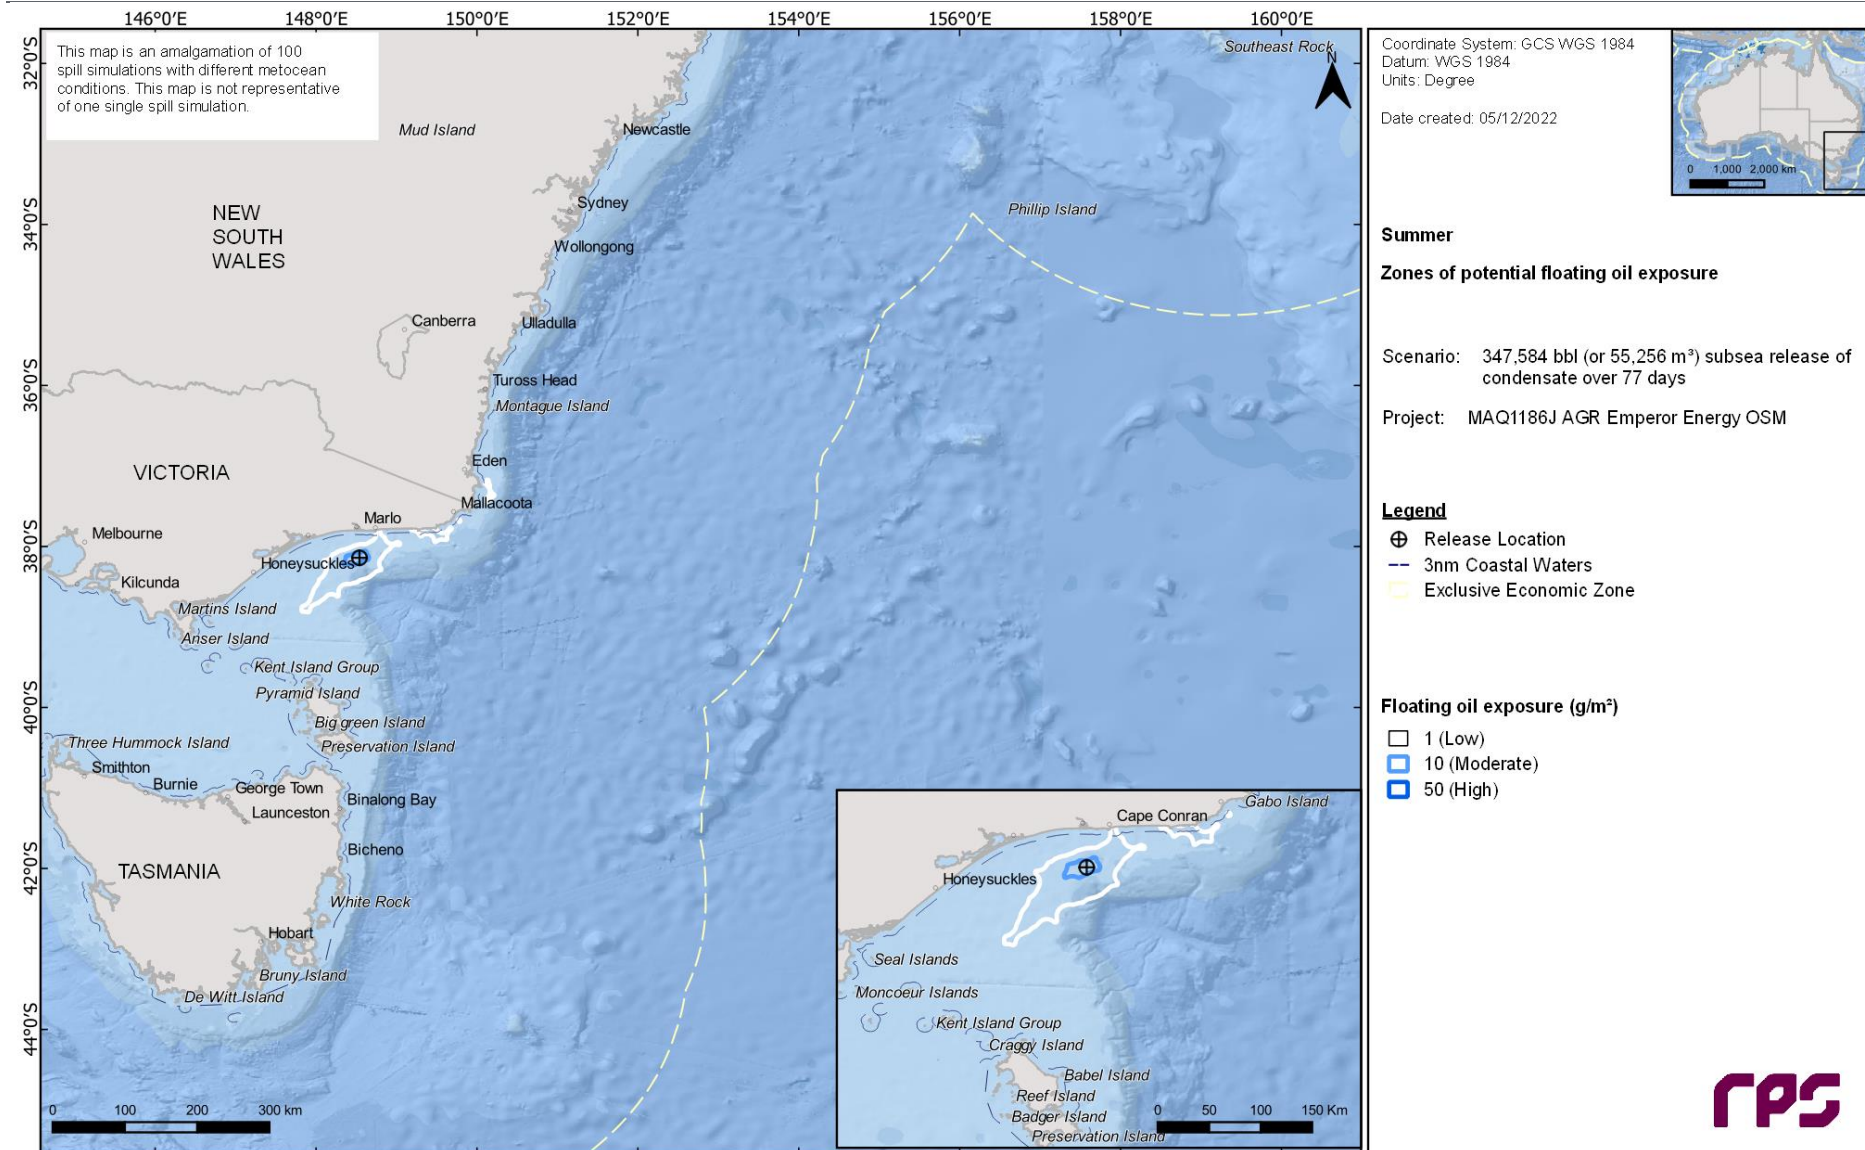 146°0'E 148°0'E 150°0'E 152°0'E 154°0'E 156°0'E 158°0'E 160°0'E
32°0'S
34°0'S
36°0'S
38°0'S
40°0'S
42°0'S
44°0'S
This map is an amalgamation of 100
spill simulations with different metocean
conditions. This map is not representative
of one single spill simulation.
Southeast Rock
N
Mud Island
Newcastle
Sydney
Phillip Island
NEW
SOUTH
WALES
Wollongong
Canberra
Ulladulla
Tuross Head
Montague Island
Eden
VICTORIA
Mallacoota
Marlo
Melbourne
Honeysuckles
Kilcunda
Martins Island
Anser Island
Kent Island Group
Pyramid Island
Big green Island
Three Hummock Island
Preservation Island
Smithton
Burnie
George Town
Binalong Bay
Launceston
Bicheno
TASMANIA
White Rock
Hobart
Bruny Island
De Witt Island
0 100 200 300 km
Gabo Island
Cape Conran
Honeysuckles
Seal Islands
Moncoeur Islands
Kent Island Group
Craggy Island
Babel Island
Reef Island
Badger Island
Preservation Island
0 50 100 150 Km
Coordinate System: GCS WGS 1984
Datum: WGS 1984
Units: Degree
Date created: 05/12/2022
0 1,000 2,000 km
Summer
Zones of potential floating oil exposure
Scenario: 347,584 bbl (or 55,256 m³) subsea release of
condensate over 77 days
Project: MAQ1186J AGR Emperor Energy OSM
Legend
Release Location
3nm Coastal Waters
Exclusive Economic Zone
Floating oil exposure (g/m²)
1 (Low)
10 (Moderate)
50 (High)
rps